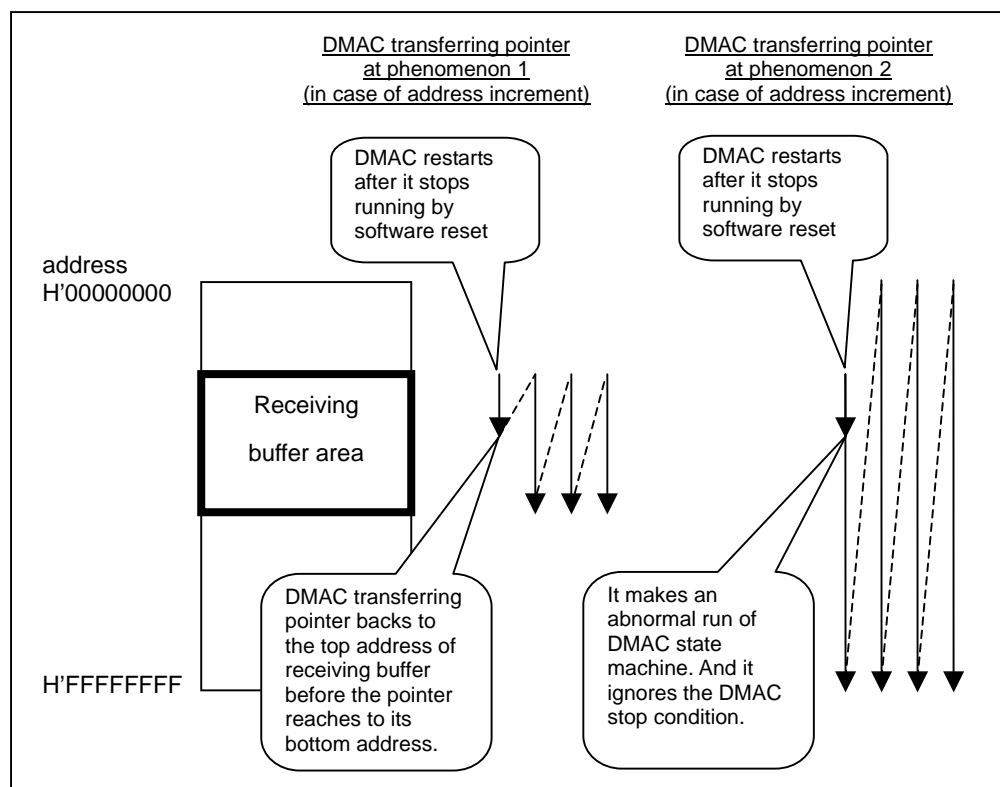 DMAC transferring pointer
at phenomenon 1
(in case of address increment)
DMAC transferring pointer
at phenomenon 2
(in case of address increment)
DMAC restarts
after it stops
running by
software reset
DMAC restarts
after it stops
running by
software reset
address
H'00000000
Receiving
buffer area
DMAC transferring
pointer backs to
the top address of
receiving buffer
before the pointer
reaches to its
bottom address.
It makes an
abnormal run of
DMAC state
machine. And it
ignores the DMAC
stop condition.
H'FFFFFFFF